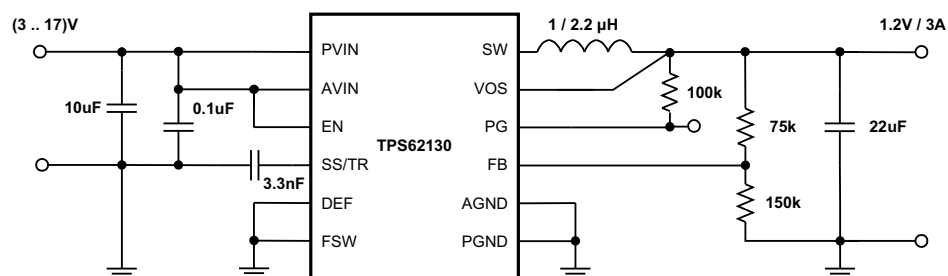 (3 .. 17)V
1 / 2.2 µH
1.2V / 3A
PVIN
SW
AVIN
VOS
10uF
0.1uF
100k
EN
PG
TPS62130
75k
22uF
SS/TR
FB
3.3nF
DEF
AGND
150k
FSW
PGND